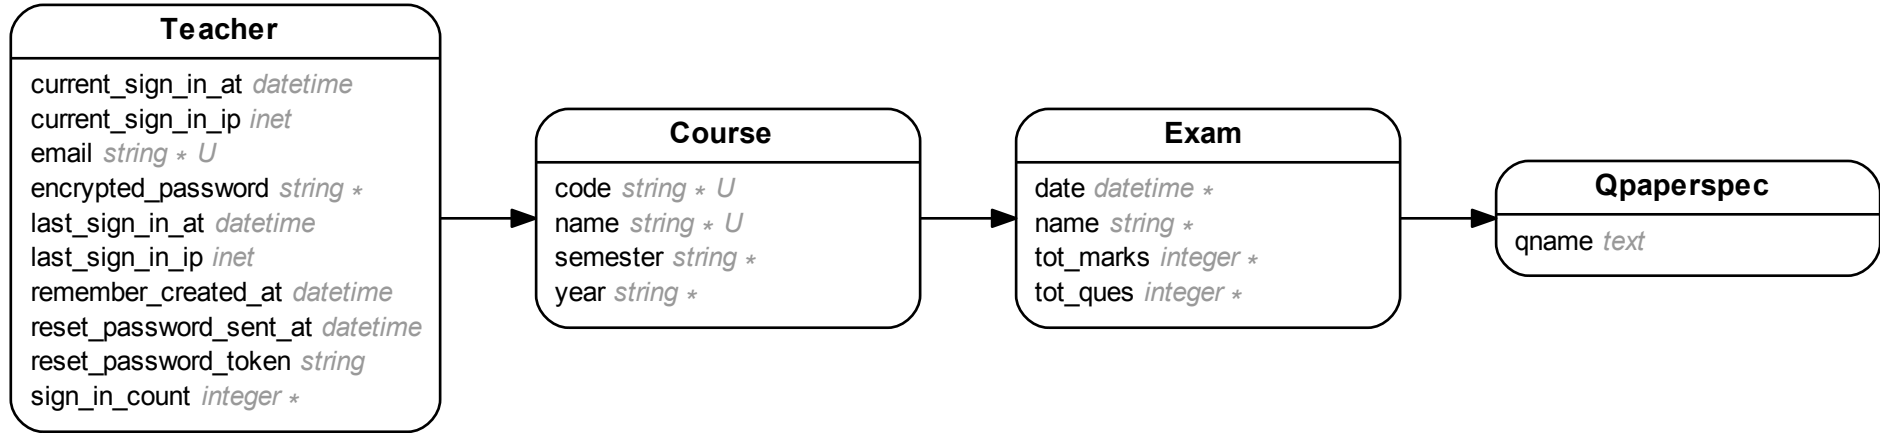 Teacher
current_sign_in_at datetime
current_sign_in_ip inet
email string * U
encrypted_password string *
last_sign_in_at datetime
last_sign_in_ip inet
remember_created_at datetime
reset_password_sent_at datetime
reset_password_token string
sign_in_count integer *
Course
code string * U
name string * U
semester string *
year string *
Exam
date datetime *
name string *
tot_marks integer *
tot_ques integer *
Qpaperspec
qname text